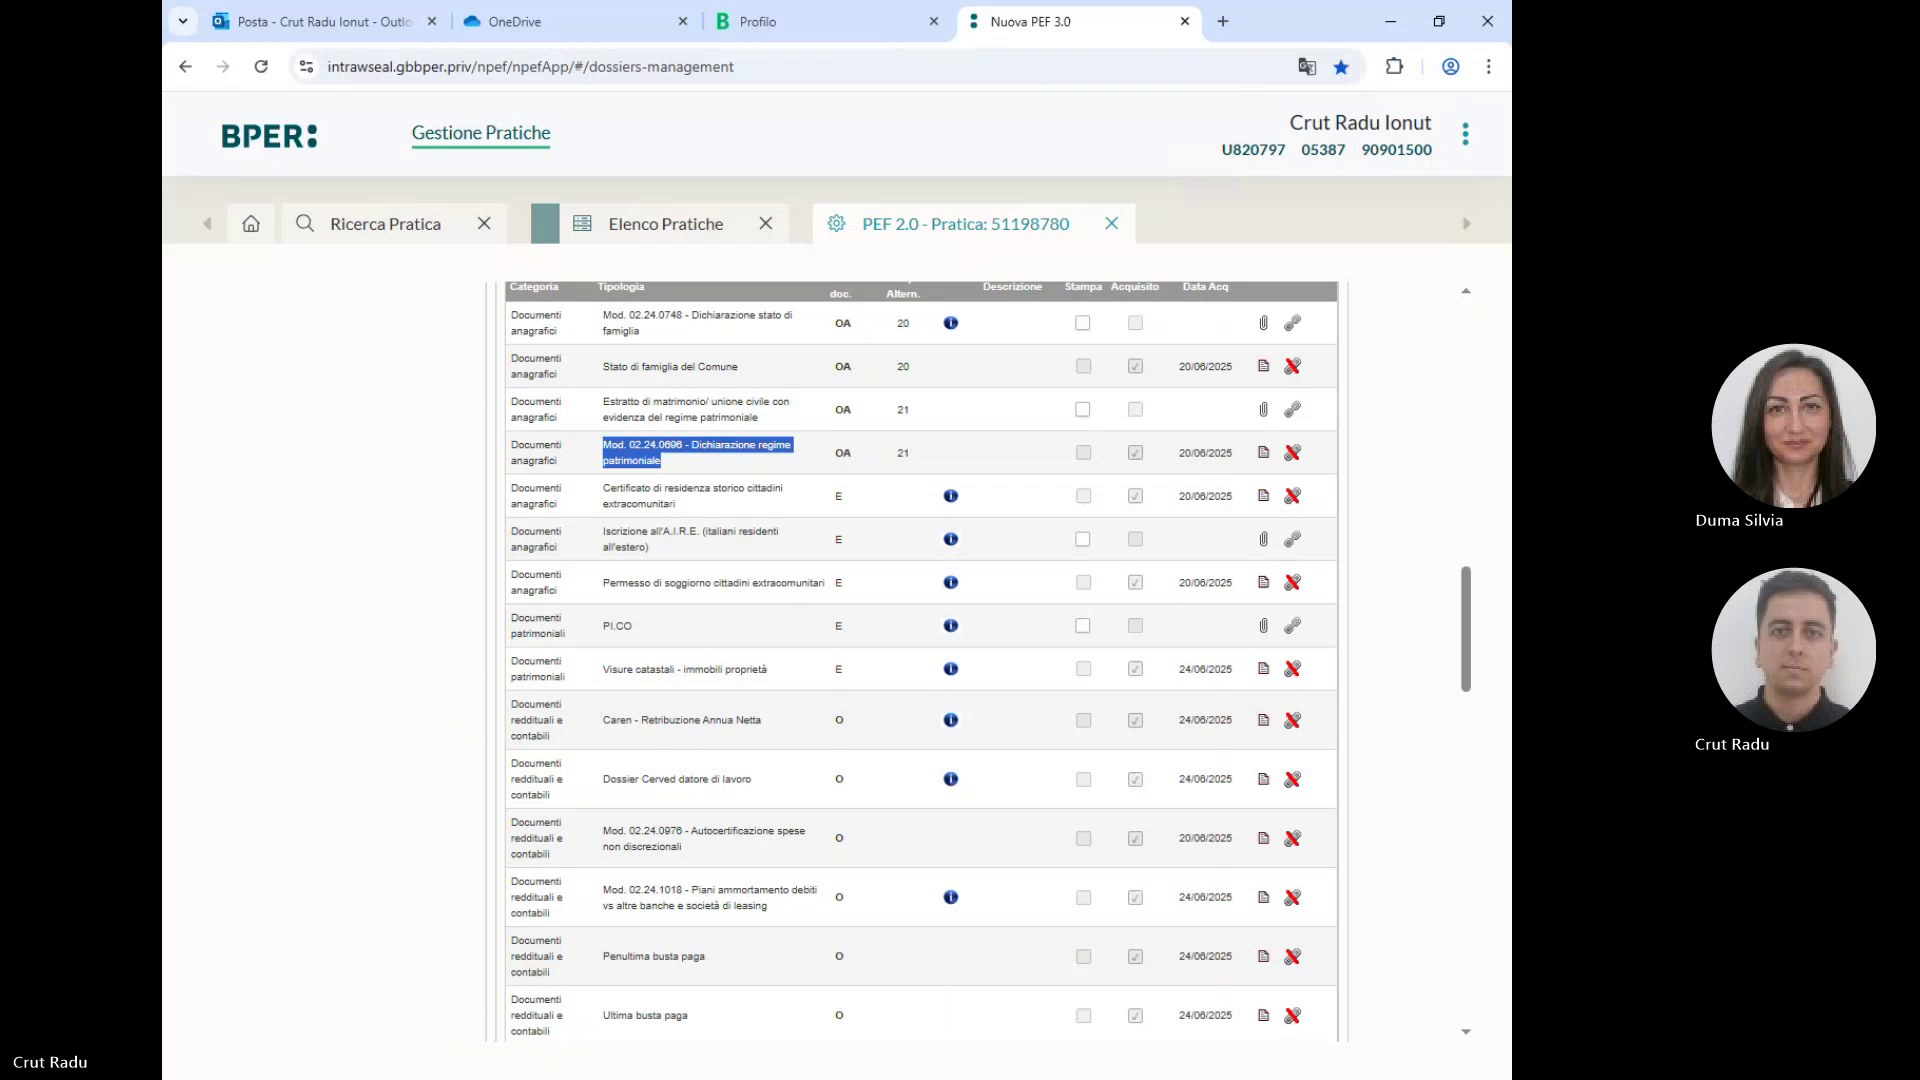 Posta - Crut Radu Ionut - Outlo
OneDrive
Profilo
Nuova PEF 3.0
intrawseal.gbbper.priv/npef/npefApp/#/dossiers-management
BPER:
Gestione Pratiche
Crut Radu Ionut
U820797 05387 90901500
Ricerca Pratica
Elenco Pratiche
PEF 2.0 - Pratica: 51198780
Categoria Tipologia doc. Altern. Descrizione Stampa Acquisito Data Acq
Documenti anagrafici Mod. 02.24.0748 - Dichiarazione stato di famiglia OA 20
Documenti anagrafici Stato di famiglia del Comune OA 20 20/06/2025
Documenti anagrafici Estratto di matrimonio/ unione civile con evidenza del regime patrimoniale OA 21
Documenti anagrafici Mod. 02.24.0696 - Dichiarazione regime patrimoniale OA 21 20/06/2025
Documenti anagrafici Certificato di residenza storico cittadini extracomunitari E 20/06/2025
Documenti anagrafici Iscrizione all'A.I.R.E. (italiani residenti all'estero) E
Documenti anagrafici Permesso di soggiorno cittadini extracomunitari E 20/06/2025
Documenti patrimoniali PI.CO E
Documenti patrimoniali Visure catastali - immobili proprietà E 24/06/2025
Documenti reddituali e contabili Caren - Retribuzione Annua Netta O 24/06/2025
Documenti reddituali e contabili Dossier Cerved datore di lavoro O 24/06/2025
Documenti reddituali e contabili Mod. 02.24.0976 - Autocertificazione spese non discrezionali O 20/06/2025
Documenti reddituali e contabili Mod. 02.24.1018 - Piani ammortamento debiti vs altre banche e società di leasing O 24/06/2025
Documenti reddituali e contabili Penultima busta paga O 24/06/2025
Documenti reddituali e contabili Ultima busta paga O 24/06/2025
Duma Silvia
Crut Radu
Crut Radu